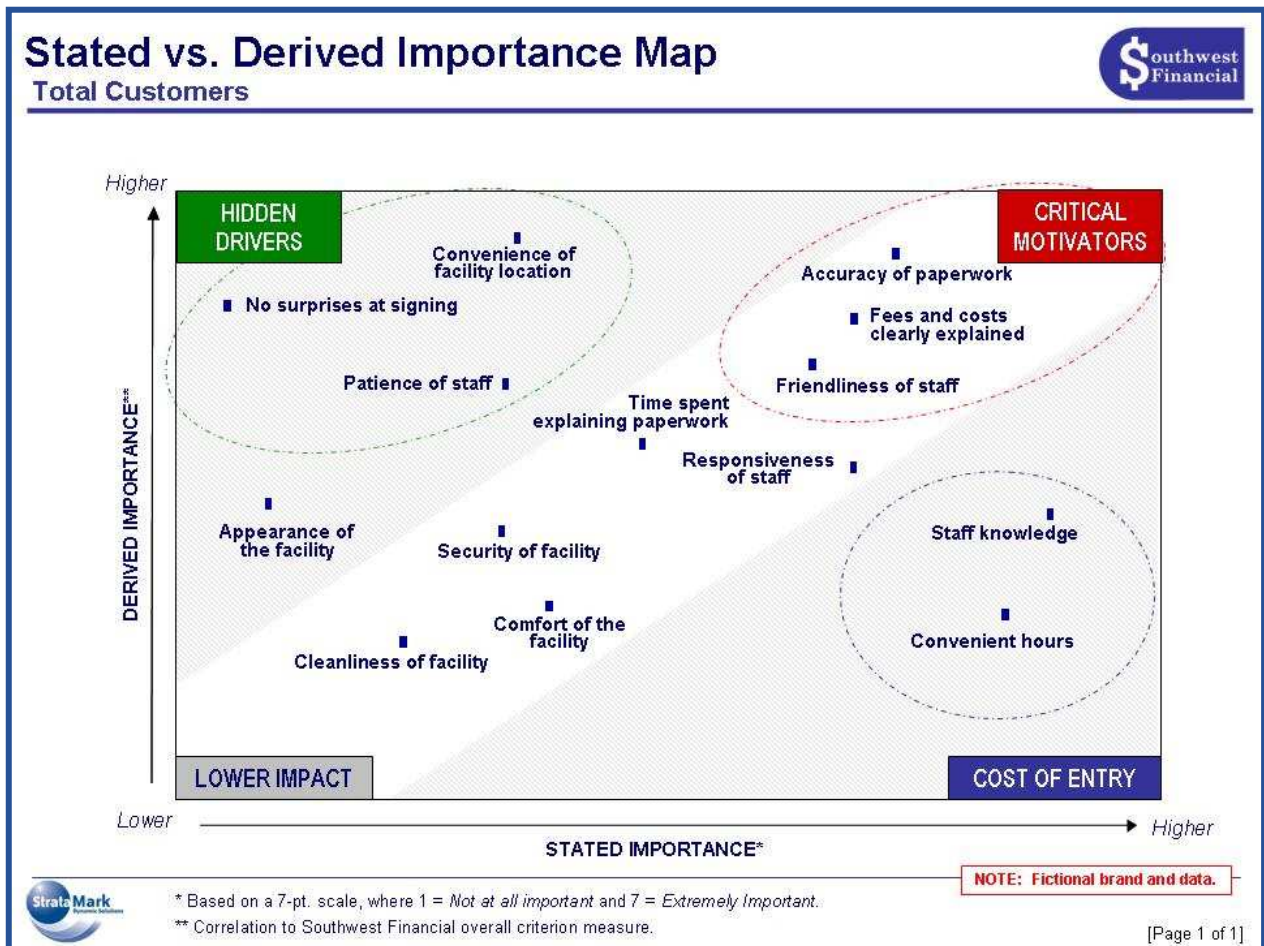 Stated vs. Derived Importance Map
Total Customers
$outhwest
Financial
Higher
HIDDEN
DRIVERS
CRITICAL
MOTIVATORS
Convenience of
facility location
Accuracy of paperwork
No surprises at signing
Fees and costs
clearly explained
Patience of staff
Friendliness of staff
Time spent
explaining paperwork
Responsiveness
of staff
DERIVED IMPORTANCE**
Appearance of
the facility
Security of facility
Staff knowledge
Comfort of the
facility
Convenient hours
Cleanliness of facility
LOWER IMPACT
COST OF ENTRY
Lower
Higher
STATED IMPORTANCE*
NOTE: Fictional brand and data.
StrataMark
Dynamic Solutions
* Based on a 7-pt. scale, where 1 = Not at all important and 7 = Extremely Important.
** Correlation to Southwest Financial overall criterion measure.
[Page 1 of 1]